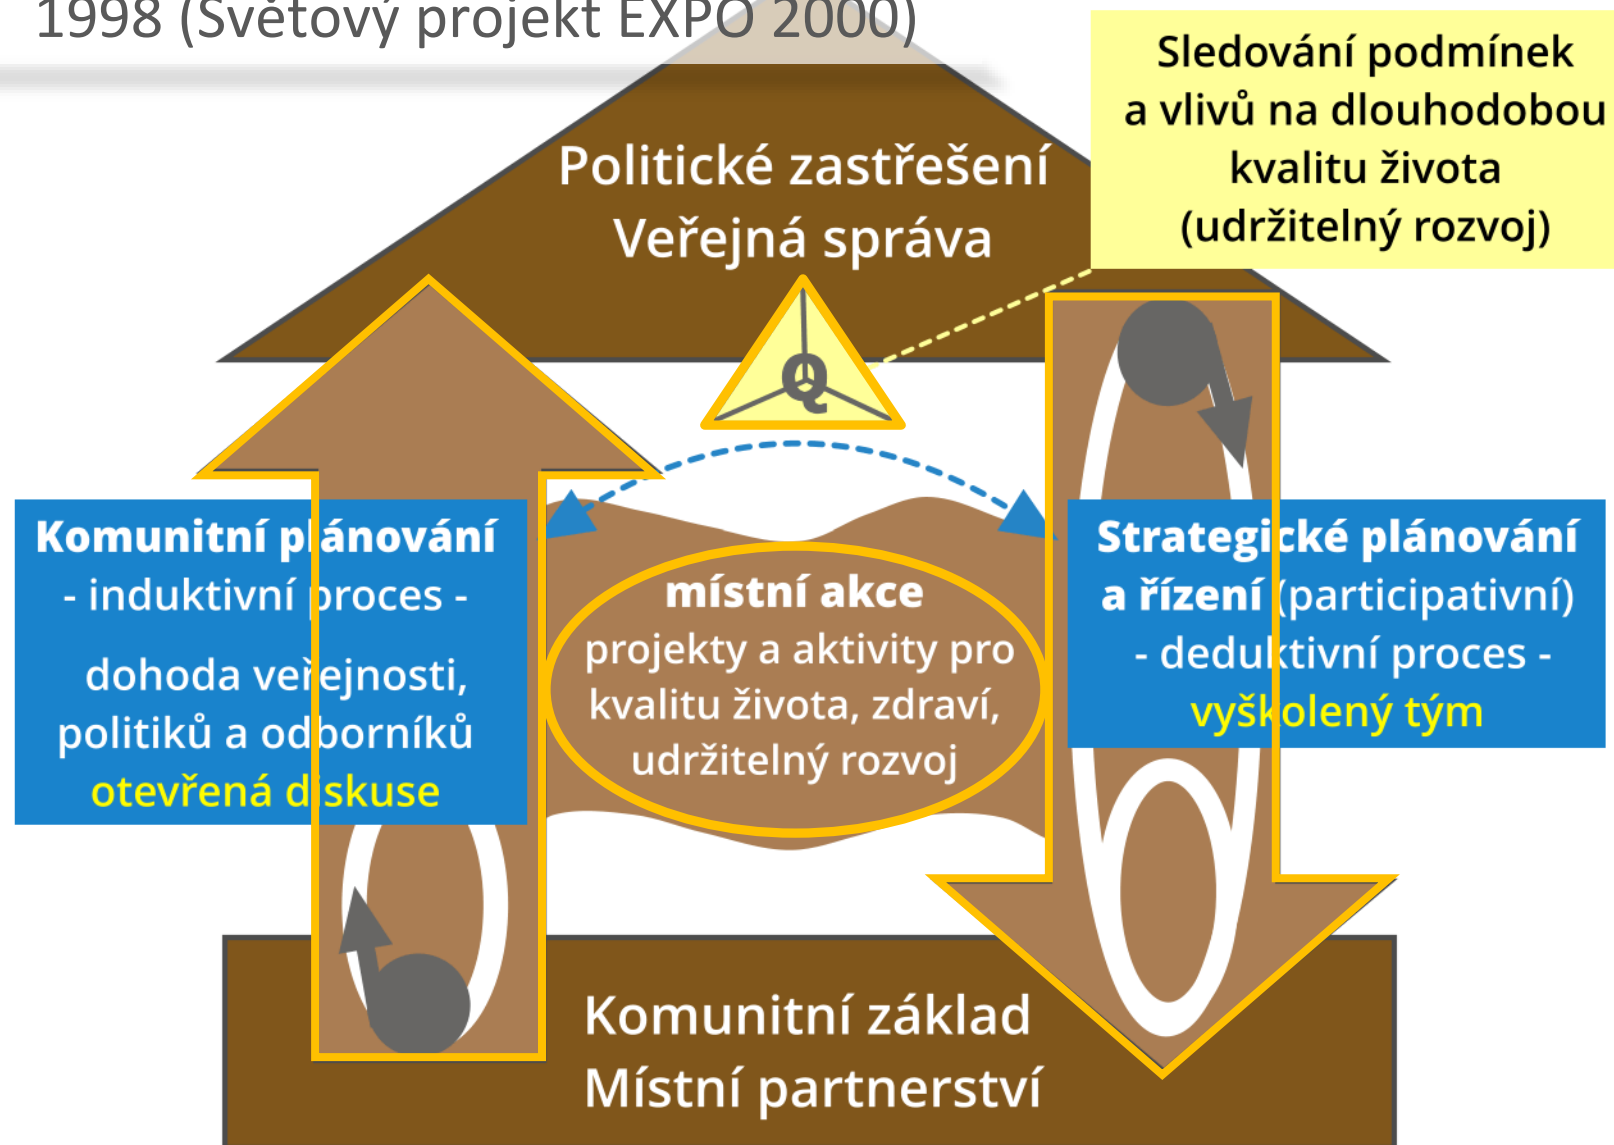 1998 (Světový projekt EXPO 2000)
Sledování podmínek
a vlivů na dlouhodobou
kvalitu života
(udržitelný rozvoj)
Politické zastřešení
Veřejná správa
Q
Komunitní plánování
- induktivní proces -
dohoda veřejnosti,
politiků a odborníků
otevřená diskuse
místní akce
projekty a aktivity pro
kvalitu života, zdraví,
udržitelný rozvoj
Strategické plánování
a řízení (participativní)
- deduktivní proces -
vyškolený tým
Komunitní základ
Místní partnerství